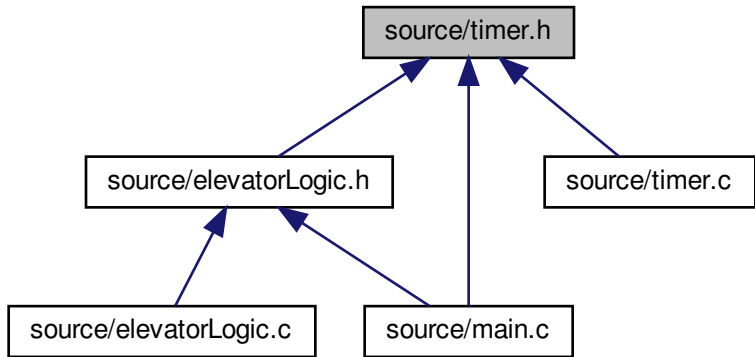 source/timer.h
source/elevatorLogic.h
source/timer.c
source/elevatorLogic.c
source/main.c